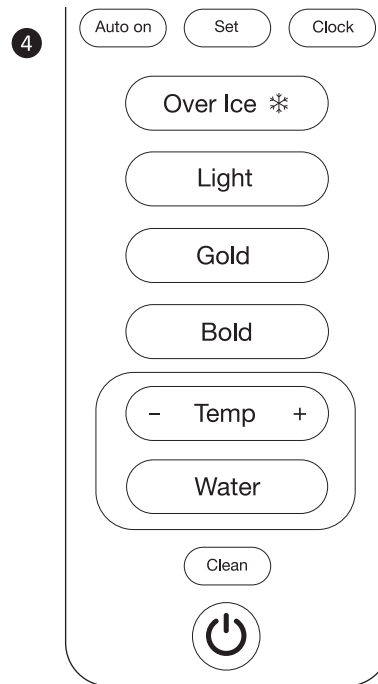 4
Auto on Set Clock
Over Ice
Light
Gold
Bold
- Temp +
Water
Clean